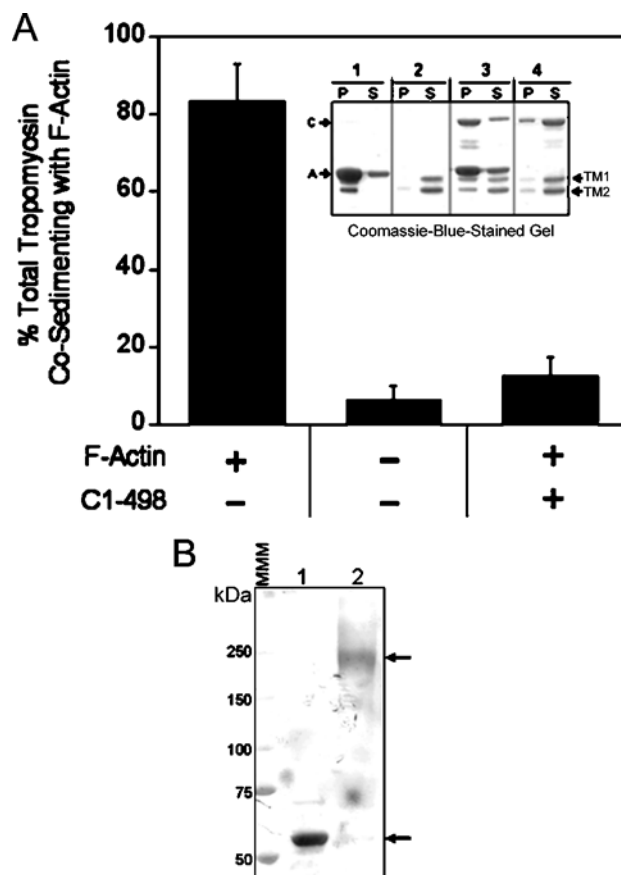 A
% Total Tropomyosin
Co-Sedimenting with F-Actin
100
80
60
40
20
0
1 2 3 4
P S P S P S P S
C
A
TM1
TM2
Coomassie-Blue-Stained Gel
F-Actin + - +
C1-498 - - +
B
kDa MMM 1 2
250
150
100
75
50